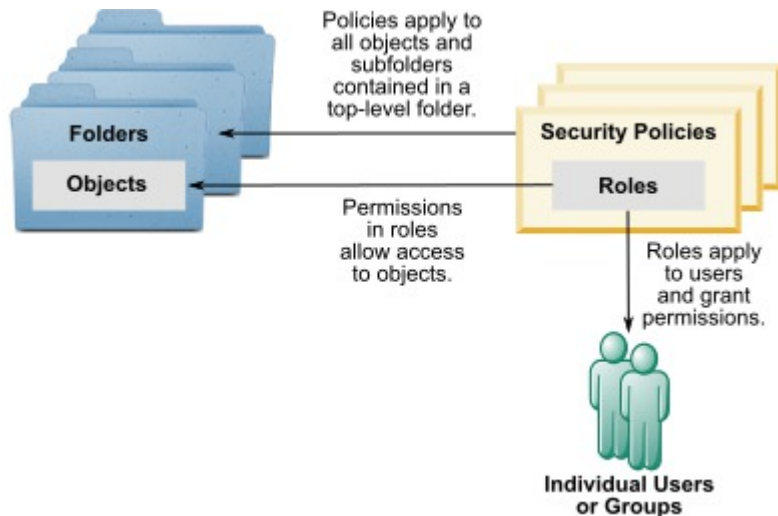 Policies apply to
all objects and
subfolders
contained in a
top-level folder.
Folders
Security Policies
Objects
Roles
Permissions
in roles
allow access
to objects.
Roles apply
to users
and grant
permissions.
Individual Users
or Groups